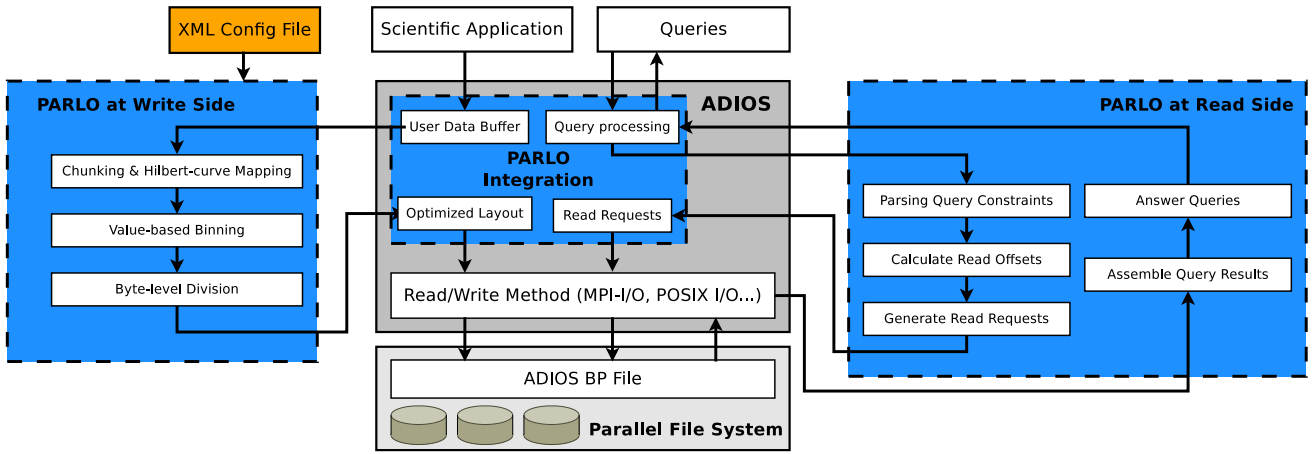 XML Config File
Scientific Application
Queries
PARLO at Write Side
ADIOS
PARLO at Read Side
User Data Buffer
Query processing
Chunking & Hilbert-curve Mapping
PARLO
Integration
Parsing Query Constraints
Answer Queries
Value-based Binning
Optimized Layout
Read Requests
Calculate Read Offsets
Assemble Query Results
Byte-level Division
Read/Write Method (MPI-I/O, POSIX I/O...)
Generate Read Requests
ADIOS BP File
Parallel File System